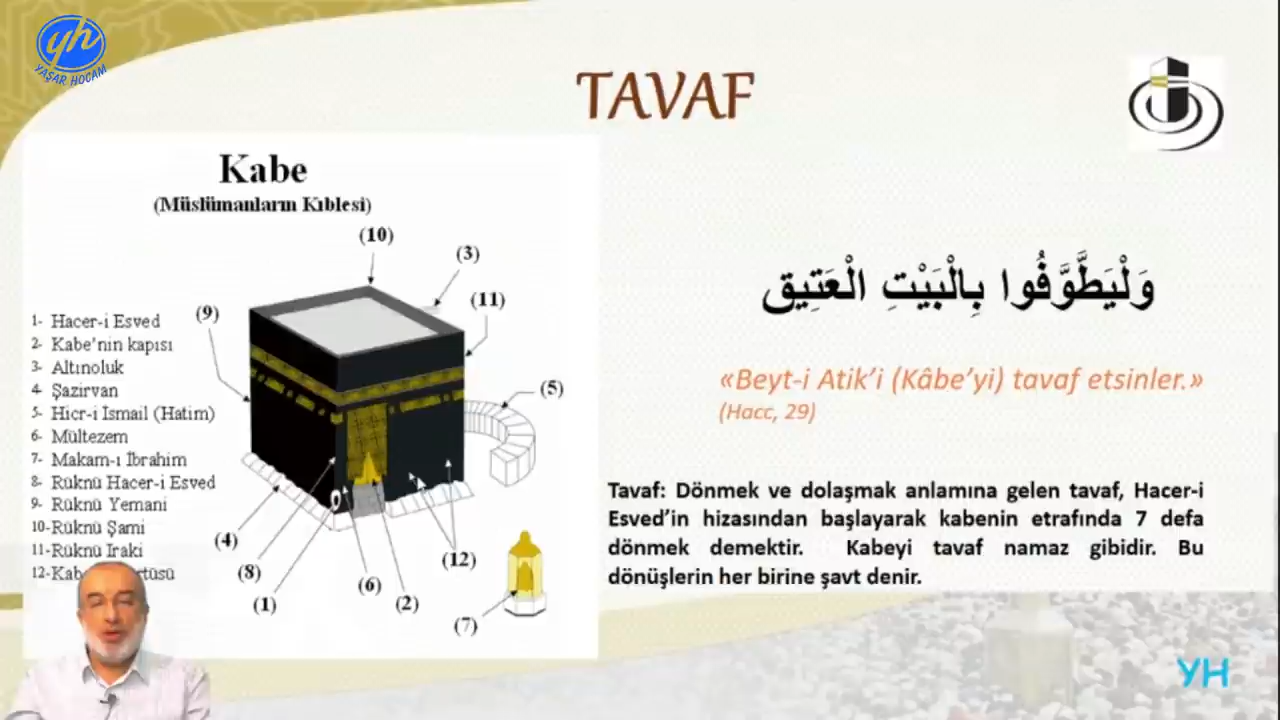 yh
YAŞAR HOCAM
TAVAF
Kabe
(Müslümanların Kıblesi)
(10)
(3)
(11)
(9)
(5)
1- Hacer-i Esved
2- Kabe'nin kapısı
3- Altınoluk
4- Şazirvan
5- Hicr-i Ismail (Hatim)
6- Mültezem
7- Makam-ı İbrahim
8- Rüknü Hacer-i Esved
9- Rüknü Yemani
10-Rüknü Şami
11-Rüknü Iraki
12-
(4)
(8)
(1)
(6)
(2)
(12)
(7)
وَلْيَطَّوَّفُوا بِالْبَيْتِ الْعَتِيقِ
«Beyt-i Atik'i (Kâbe'yi) tavaf etsinler.»
(Hacc, 29)
Tavaf: Dönmek ve dolaşmak anlamına gelen tavaf, Hacer-i
Esved'in hizasından başlayarak kabenin etrafında 7 defa
dönmek demektir. Kabeyi tavaf namaz gibidir. Bu
dönüşlerin her birine şavt denir.
YH